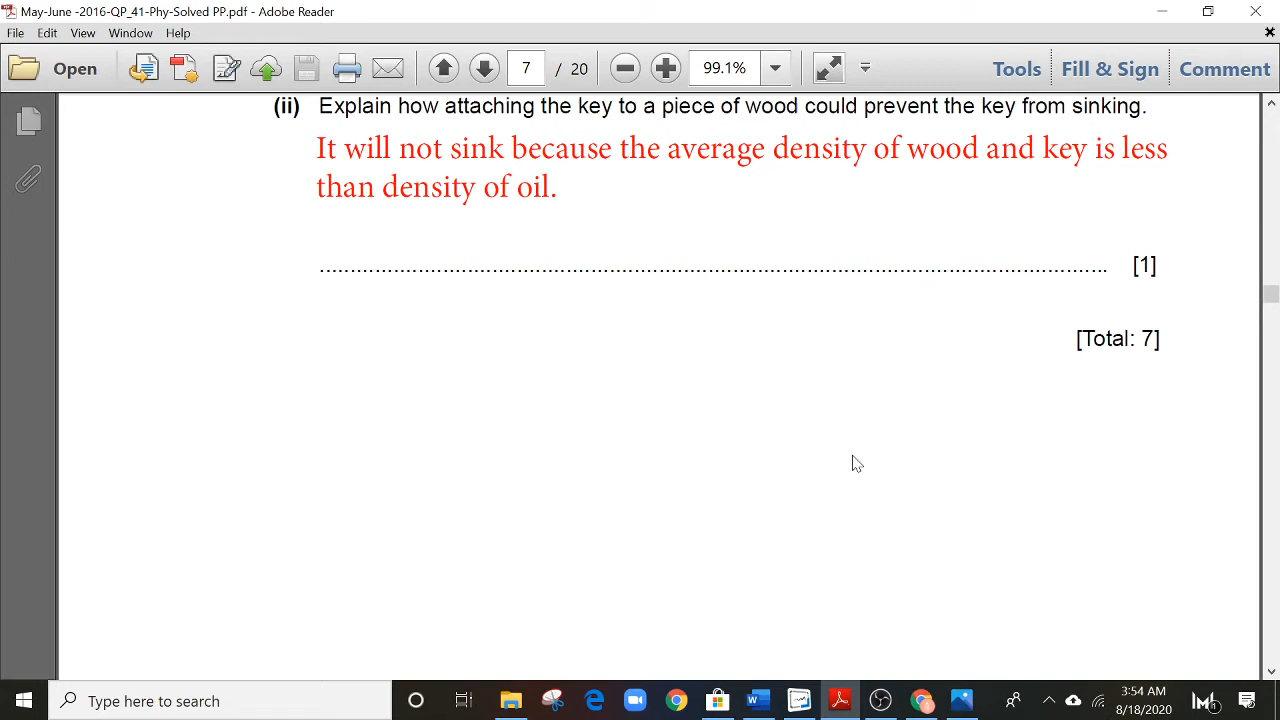 May-June -2016-QP_41-Phy-Solved PP.pdf - Adobe Reader
File Edit View Window Help
Open 7 / 20 99.1% Tools Fill & Sign Comment
(ii) Explain how attaching the key to a piece of wood could prevent the key from sinking.
It will not sink because the average density of wood and key is less
than density of oil.
.......................................................................................................... [1]
[Total: 7]
Type here to search
3:54 AM
8/18/2020